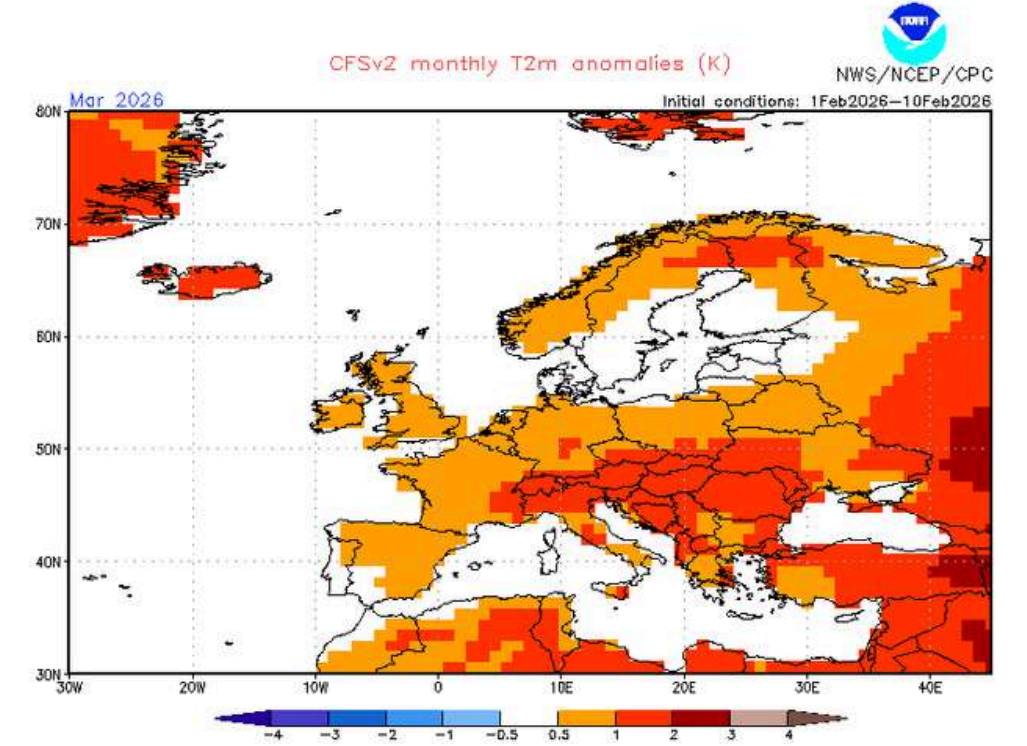 NOAA
CFSv2 monthly T2m anomalies (K)
NWS/NCEP/CPC
Mar 2026
Initial conditions: 1Feb2026–10Feb2026
80N
70N
60N
50N
40N
30N
30W 20W 10W 0 10E 20E 30E 40E
−4 −3 −2 −1 −0.5 0.5 1 2 3 4